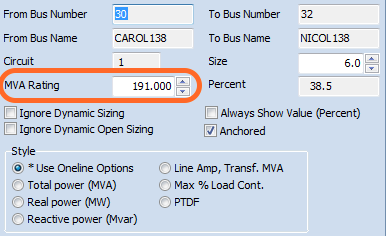 From Bus Number 30 To Bus Number 32
From Bus Name CAROL138 To Bus Name NICOL138
Circuit 1 Size 6.0
MVA Rating 191.000 Percent 38.5
Ignore Dynamic Sizing Always Show Value (Percent)
Ignore Dynamic Open Sizing Anchored
Style
* Use Oneline Options Line Amp, Transf. MVA
Total power (MVA) Max % Load Cont.
Real power (MW) PTDF
Reactive power (Mvar)